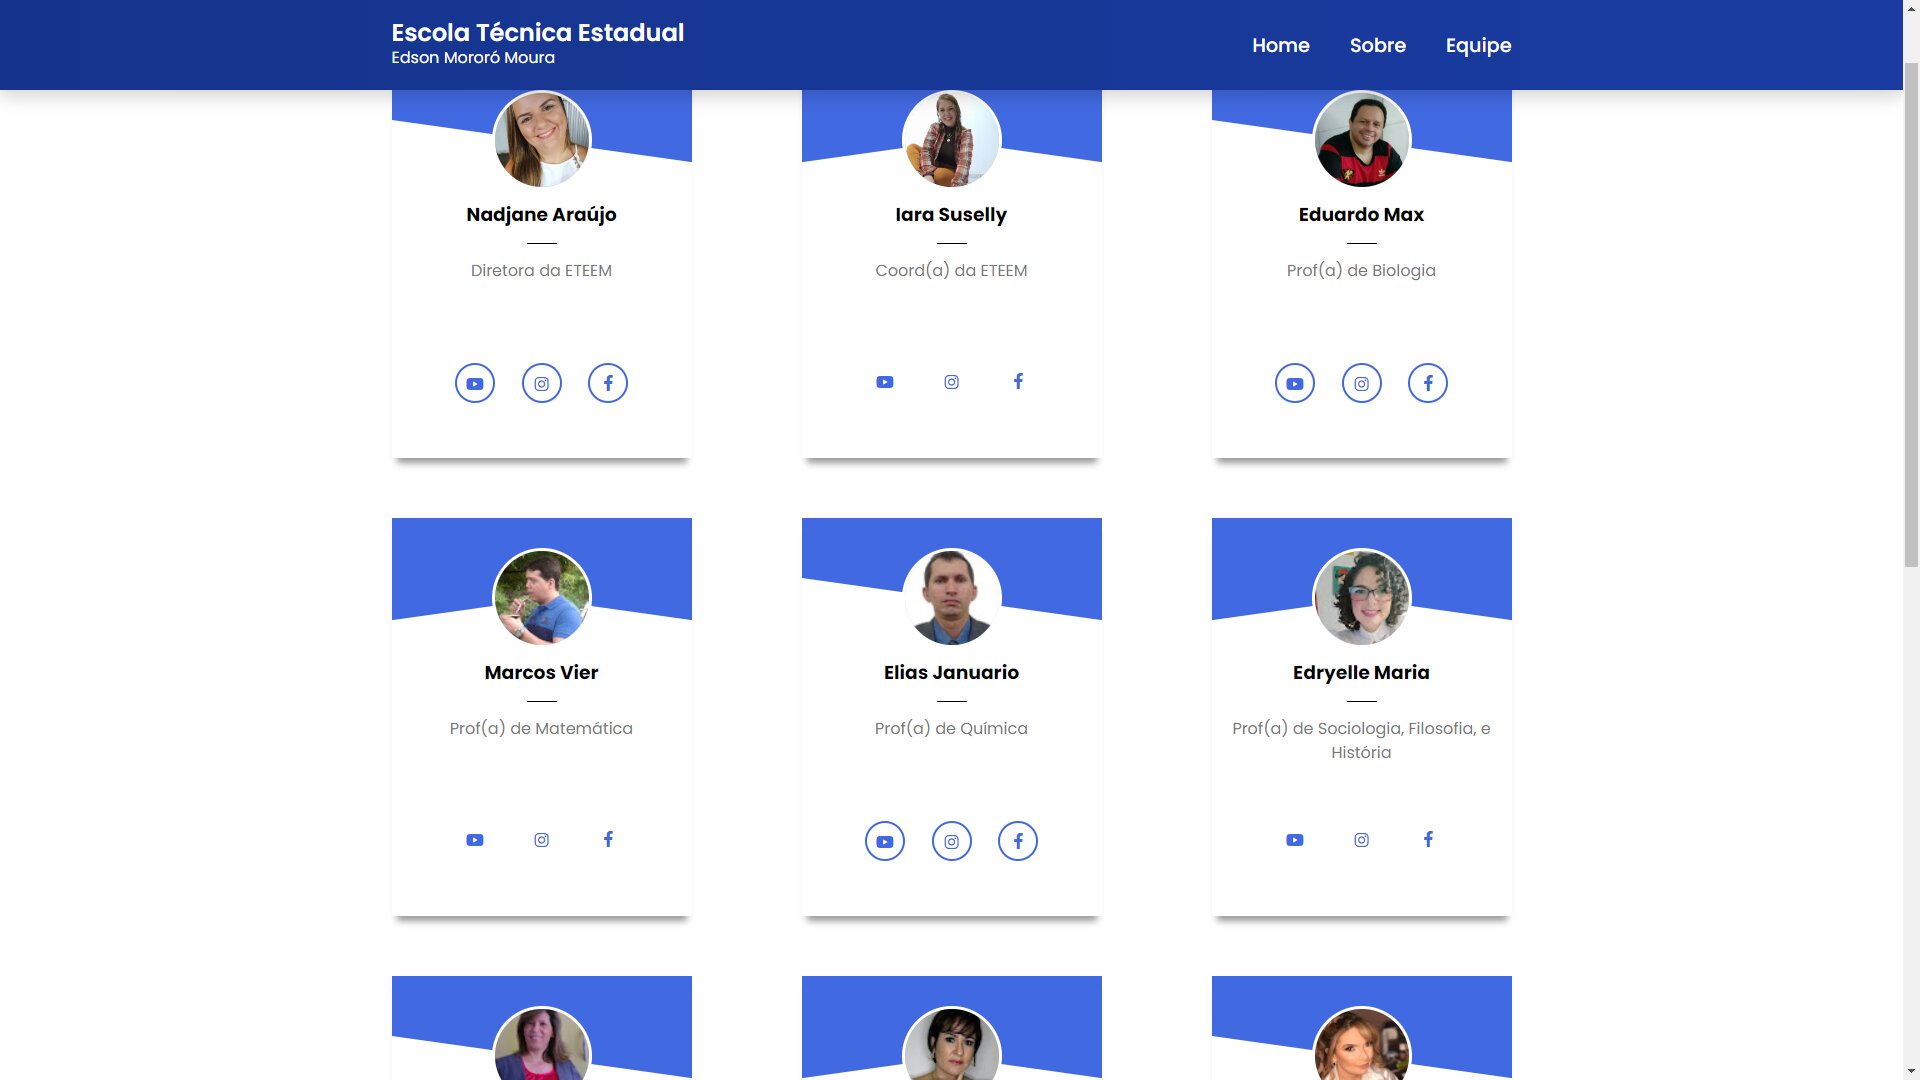 Escola Técnica Estadual
Edson Mororó Moura
Home Sobre Equipe
Nadjane Araújo
Diretora da ETEEM
Iara Suselly
Coord(a) da ETEEM
Eduardo Max
Prof(a) de Biologia
Marcos Vier
Prof(a) de Matemática
Elias Januario
Prof(a) de Química
Edryelle Maria
Prof(a) de Sociologia, Filosofia, e
História